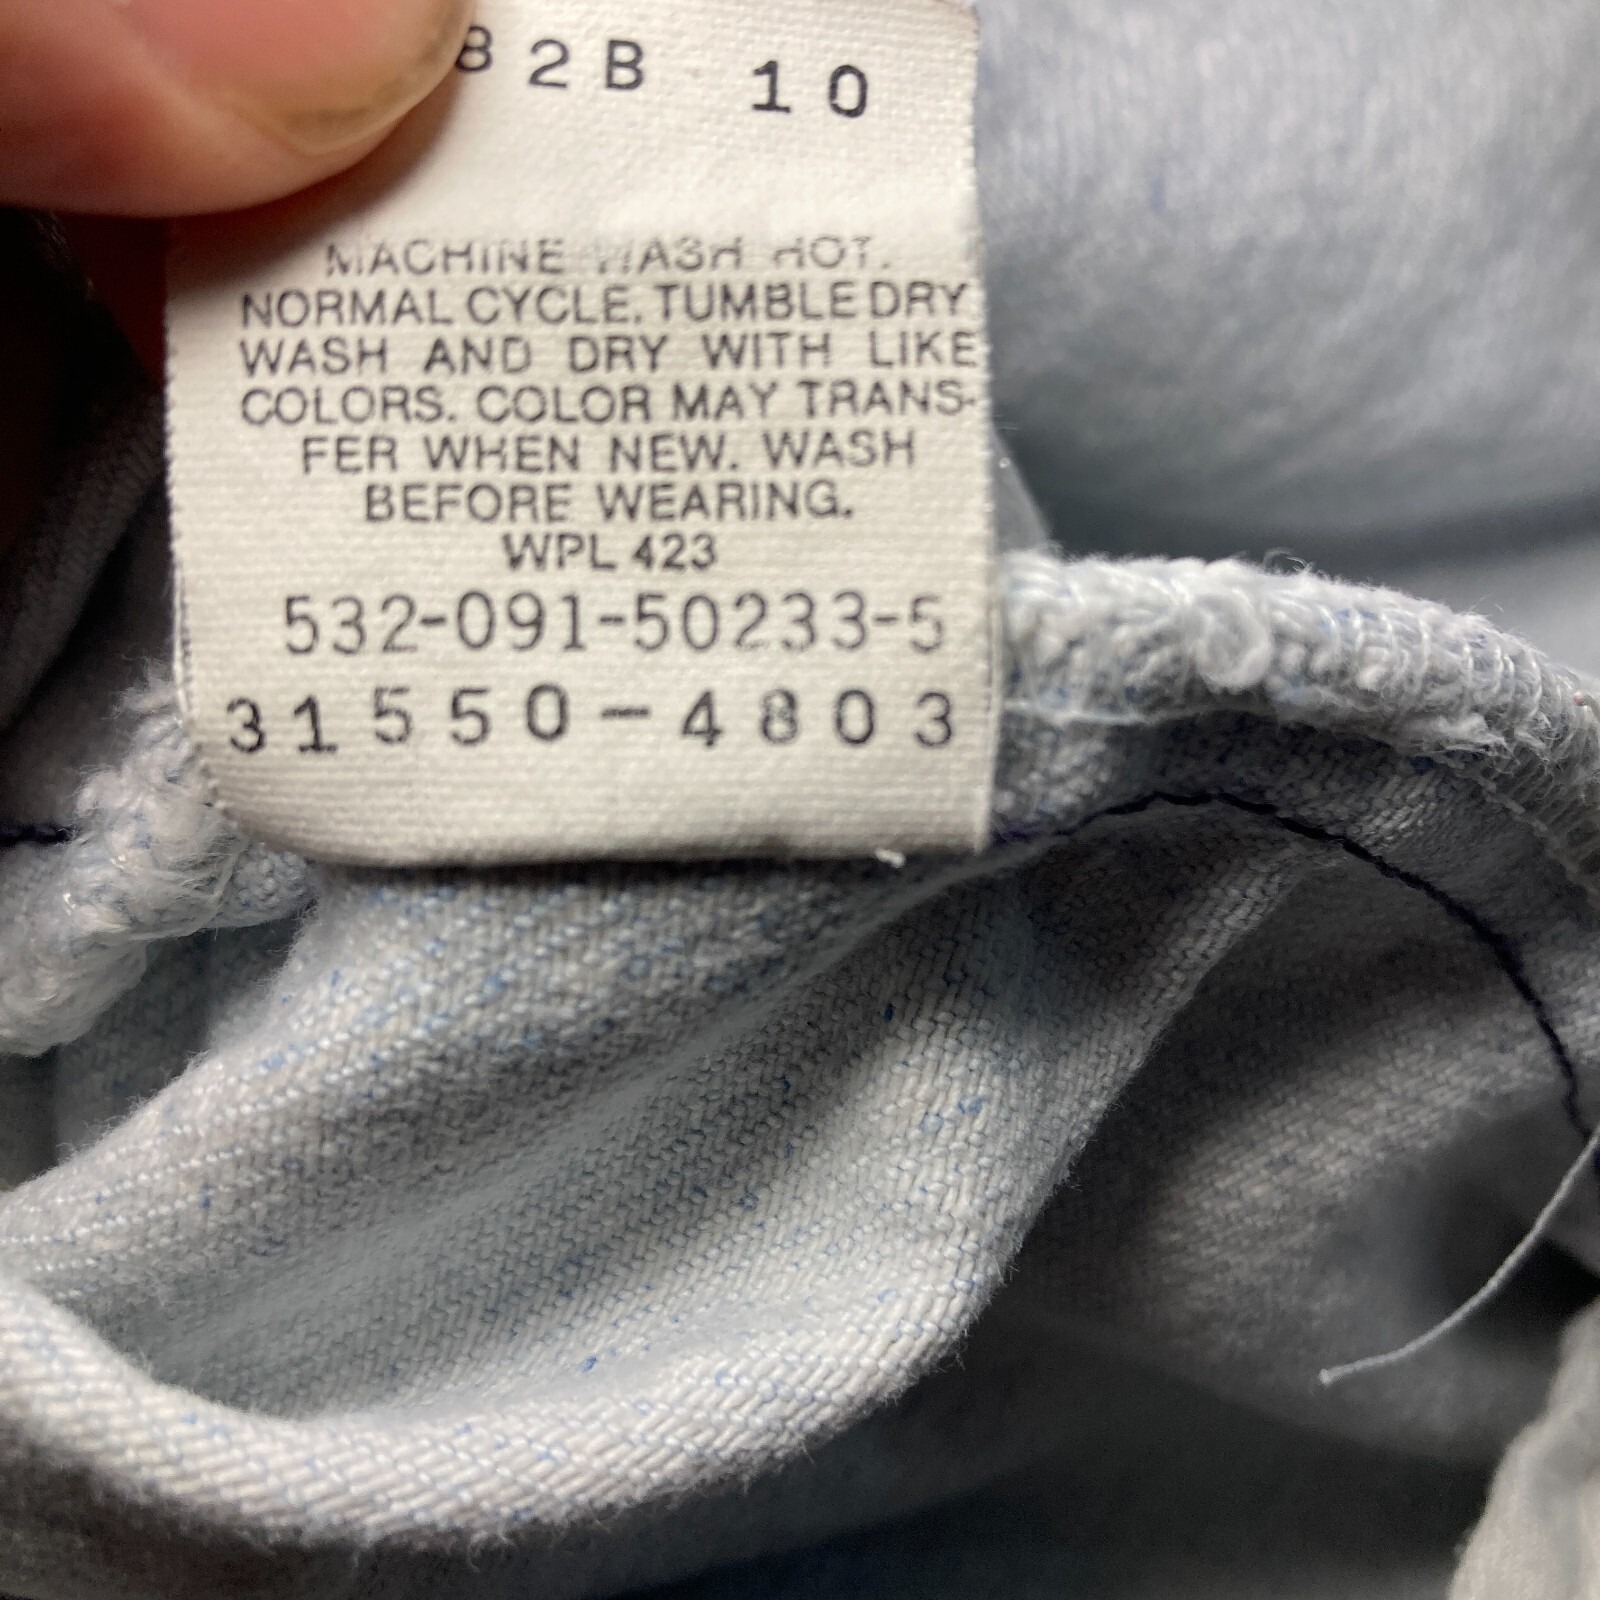 82B 10
MACHINE WASH HOT.
NORMAL CYCLE. TUMBLE DRY
WASH AND DRY WITH LIKE
COLORS. COLOR MAY TRANS-
FER WHEN NEW. WASH
BEFORE WEARING.
WPL 423
532-091-50233-5
31550-4803